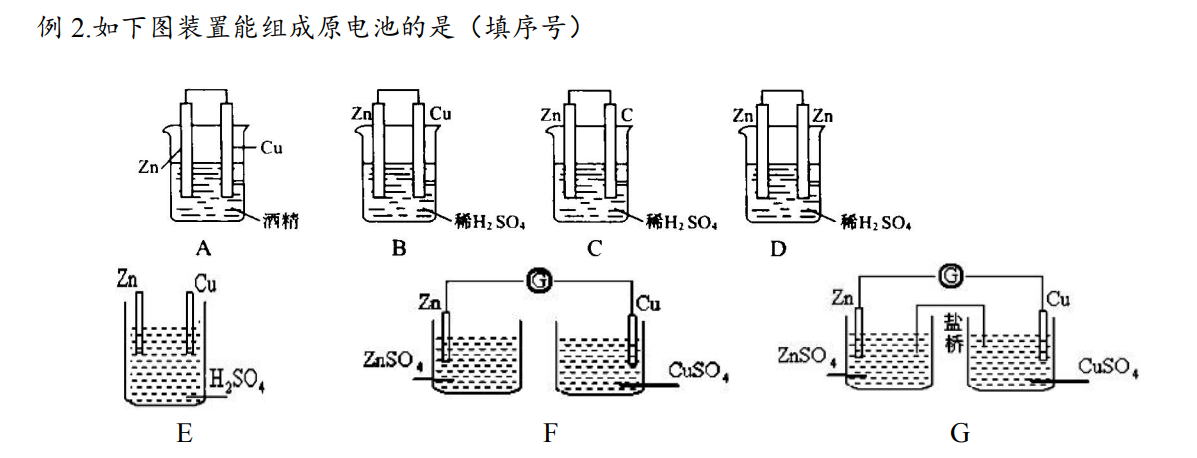 例 2.如下图装置能组成原电池的是（填序号）
Zn Cu 酒精
Zn Cu 稀H₂SO₄
Zn C 稀H₂SO₄
Zn Zn 稀H₂SO₄
A B C D
Zn Cu H₂SO₄
G Zn Cu ZnSO₄ CuSO₄
G Zn Cu 盐桥 ZnSO₄ CuSO₄
E F G